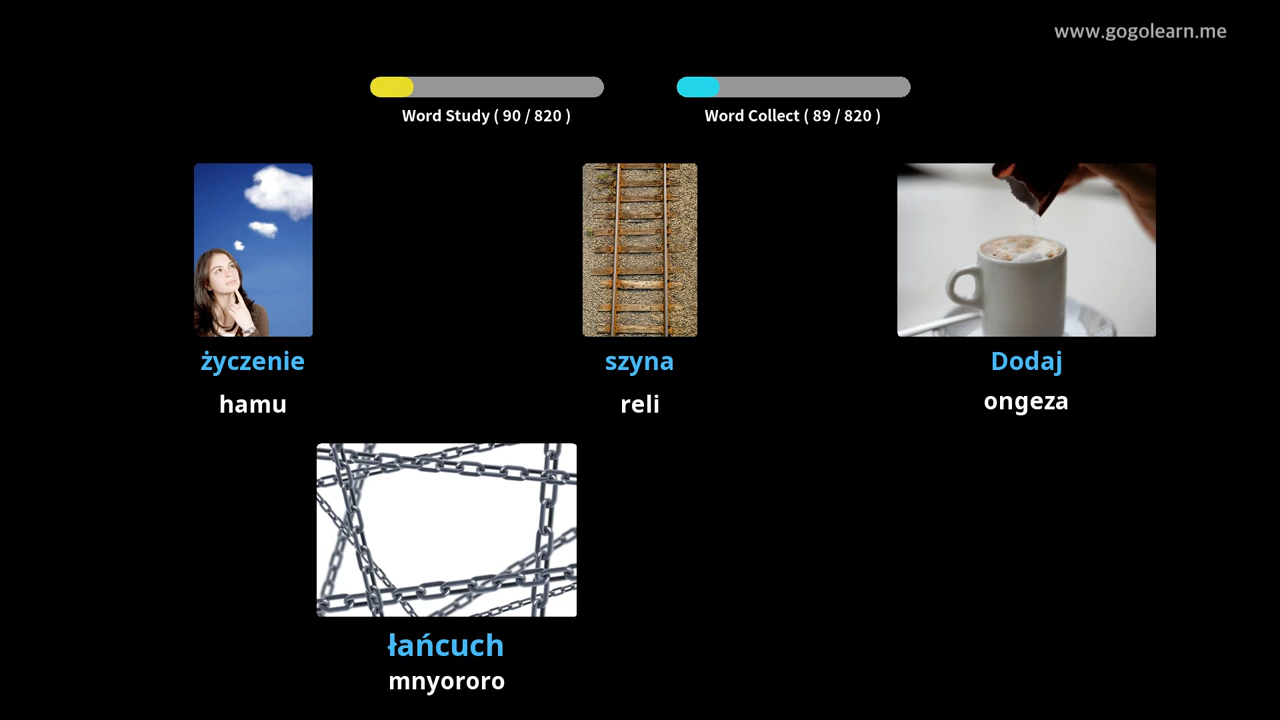 www.gogolearn.me
Word Study ( 90 / 820 )
Word Collect ( 89 / 820 )
życzenie
hamu
szyna
reli
Dodaj
ongeza
łańcuch
mnyororo